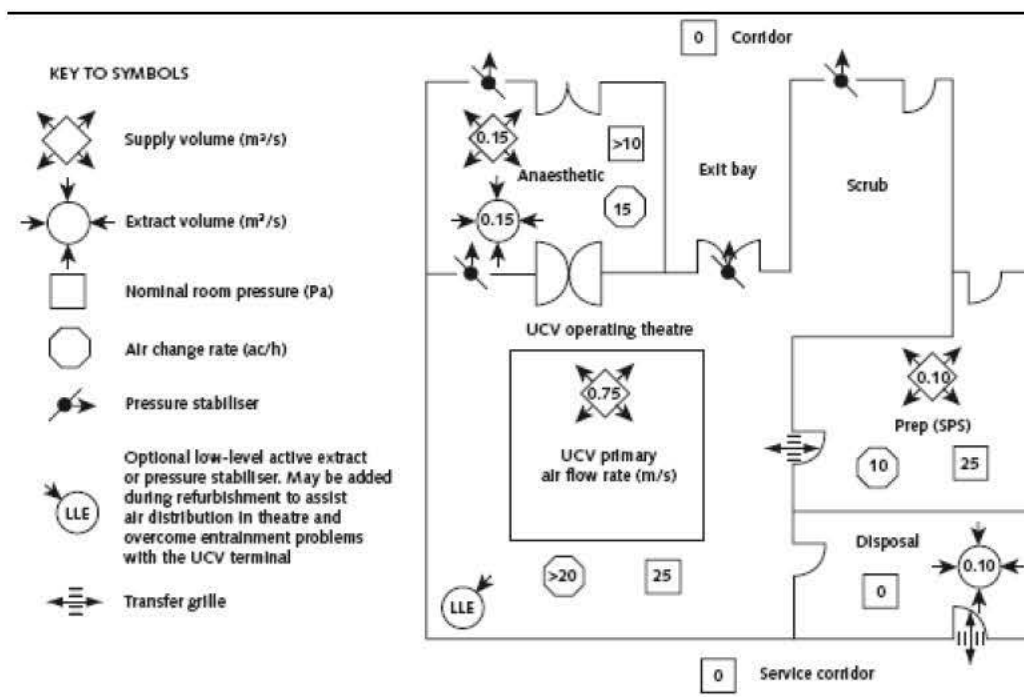 KEY TO SYMBOLS
Supply volume (m³/s)
Extract volume (m³/s)
Nominal room pressure (Pa)
Air change rate (ac/h)
Pressure stabiliser
Optional low-level active extract
or pressure stabiliser. May be added
during refurbishment to assist
air distribution in theatre and
overcome entrainment problems
with the UCV terminal
LLE
Transfer grille
0 Corridor
0.15
>10
Anaesthetic
0.15
15
Exit bay
Scrub
UCV operating theatre
0.75
UCV primary
air flow rate (m/s)
>20
25
LLE
0.10
Prep (SPS)
10
25
Disposal
0.10
0
0 Service corridor